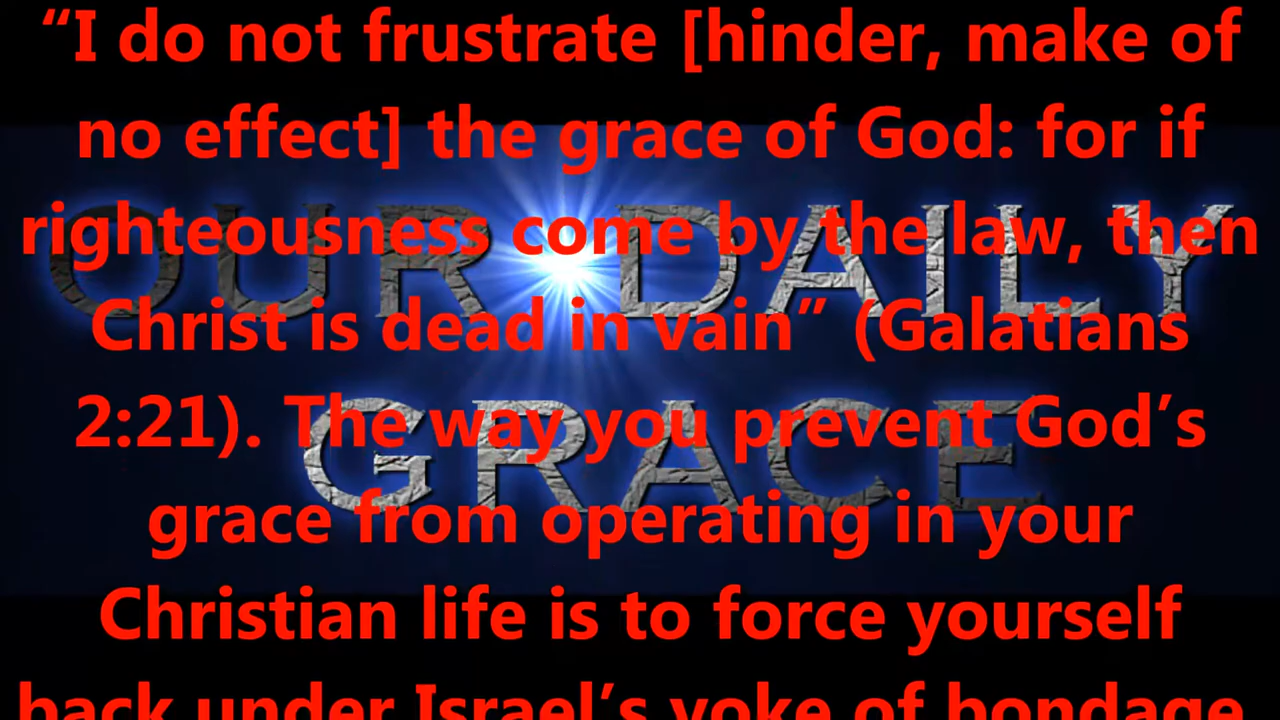 “I do not frustrate [hinder, make of
no effect] the grace of God: for if
righteousness come by the law, then
Christ is dead in vain” (Galatians
2:21). The way you prevent God’s
grace from operating in your
Christian life is to force yourself
back under Israel’s yoke of bondage
OUR DAILY
GRACE